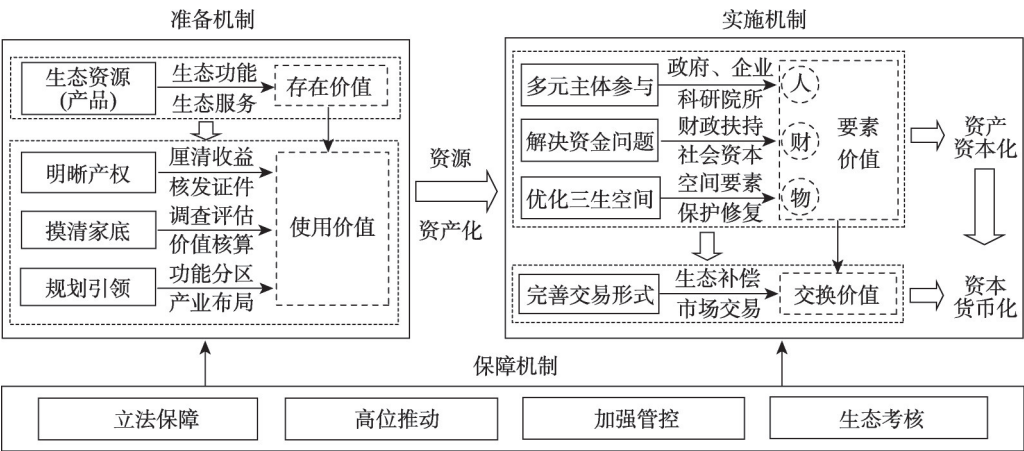 准备机制
生态资源
(产品)
生态功能
生态服务
存在价值
明晰产权
厘清收益
核发证件
摸清家底
调查评估
价值核算
规划引领
功能分区
产业布局
使用价值
资源
资产化
实施机制
多元主体参与
政府、企业
科研院所
人
解决资金问题
财政扶持
社会资本
财
优化三生空间
空间要素
保护修复
物
要素
价值
资产
资本化
完善交易形式
生态补偿
市场交易
交换价值
资本
货币化
保障机制
立法保障
高位推动
加强管控
生态考核